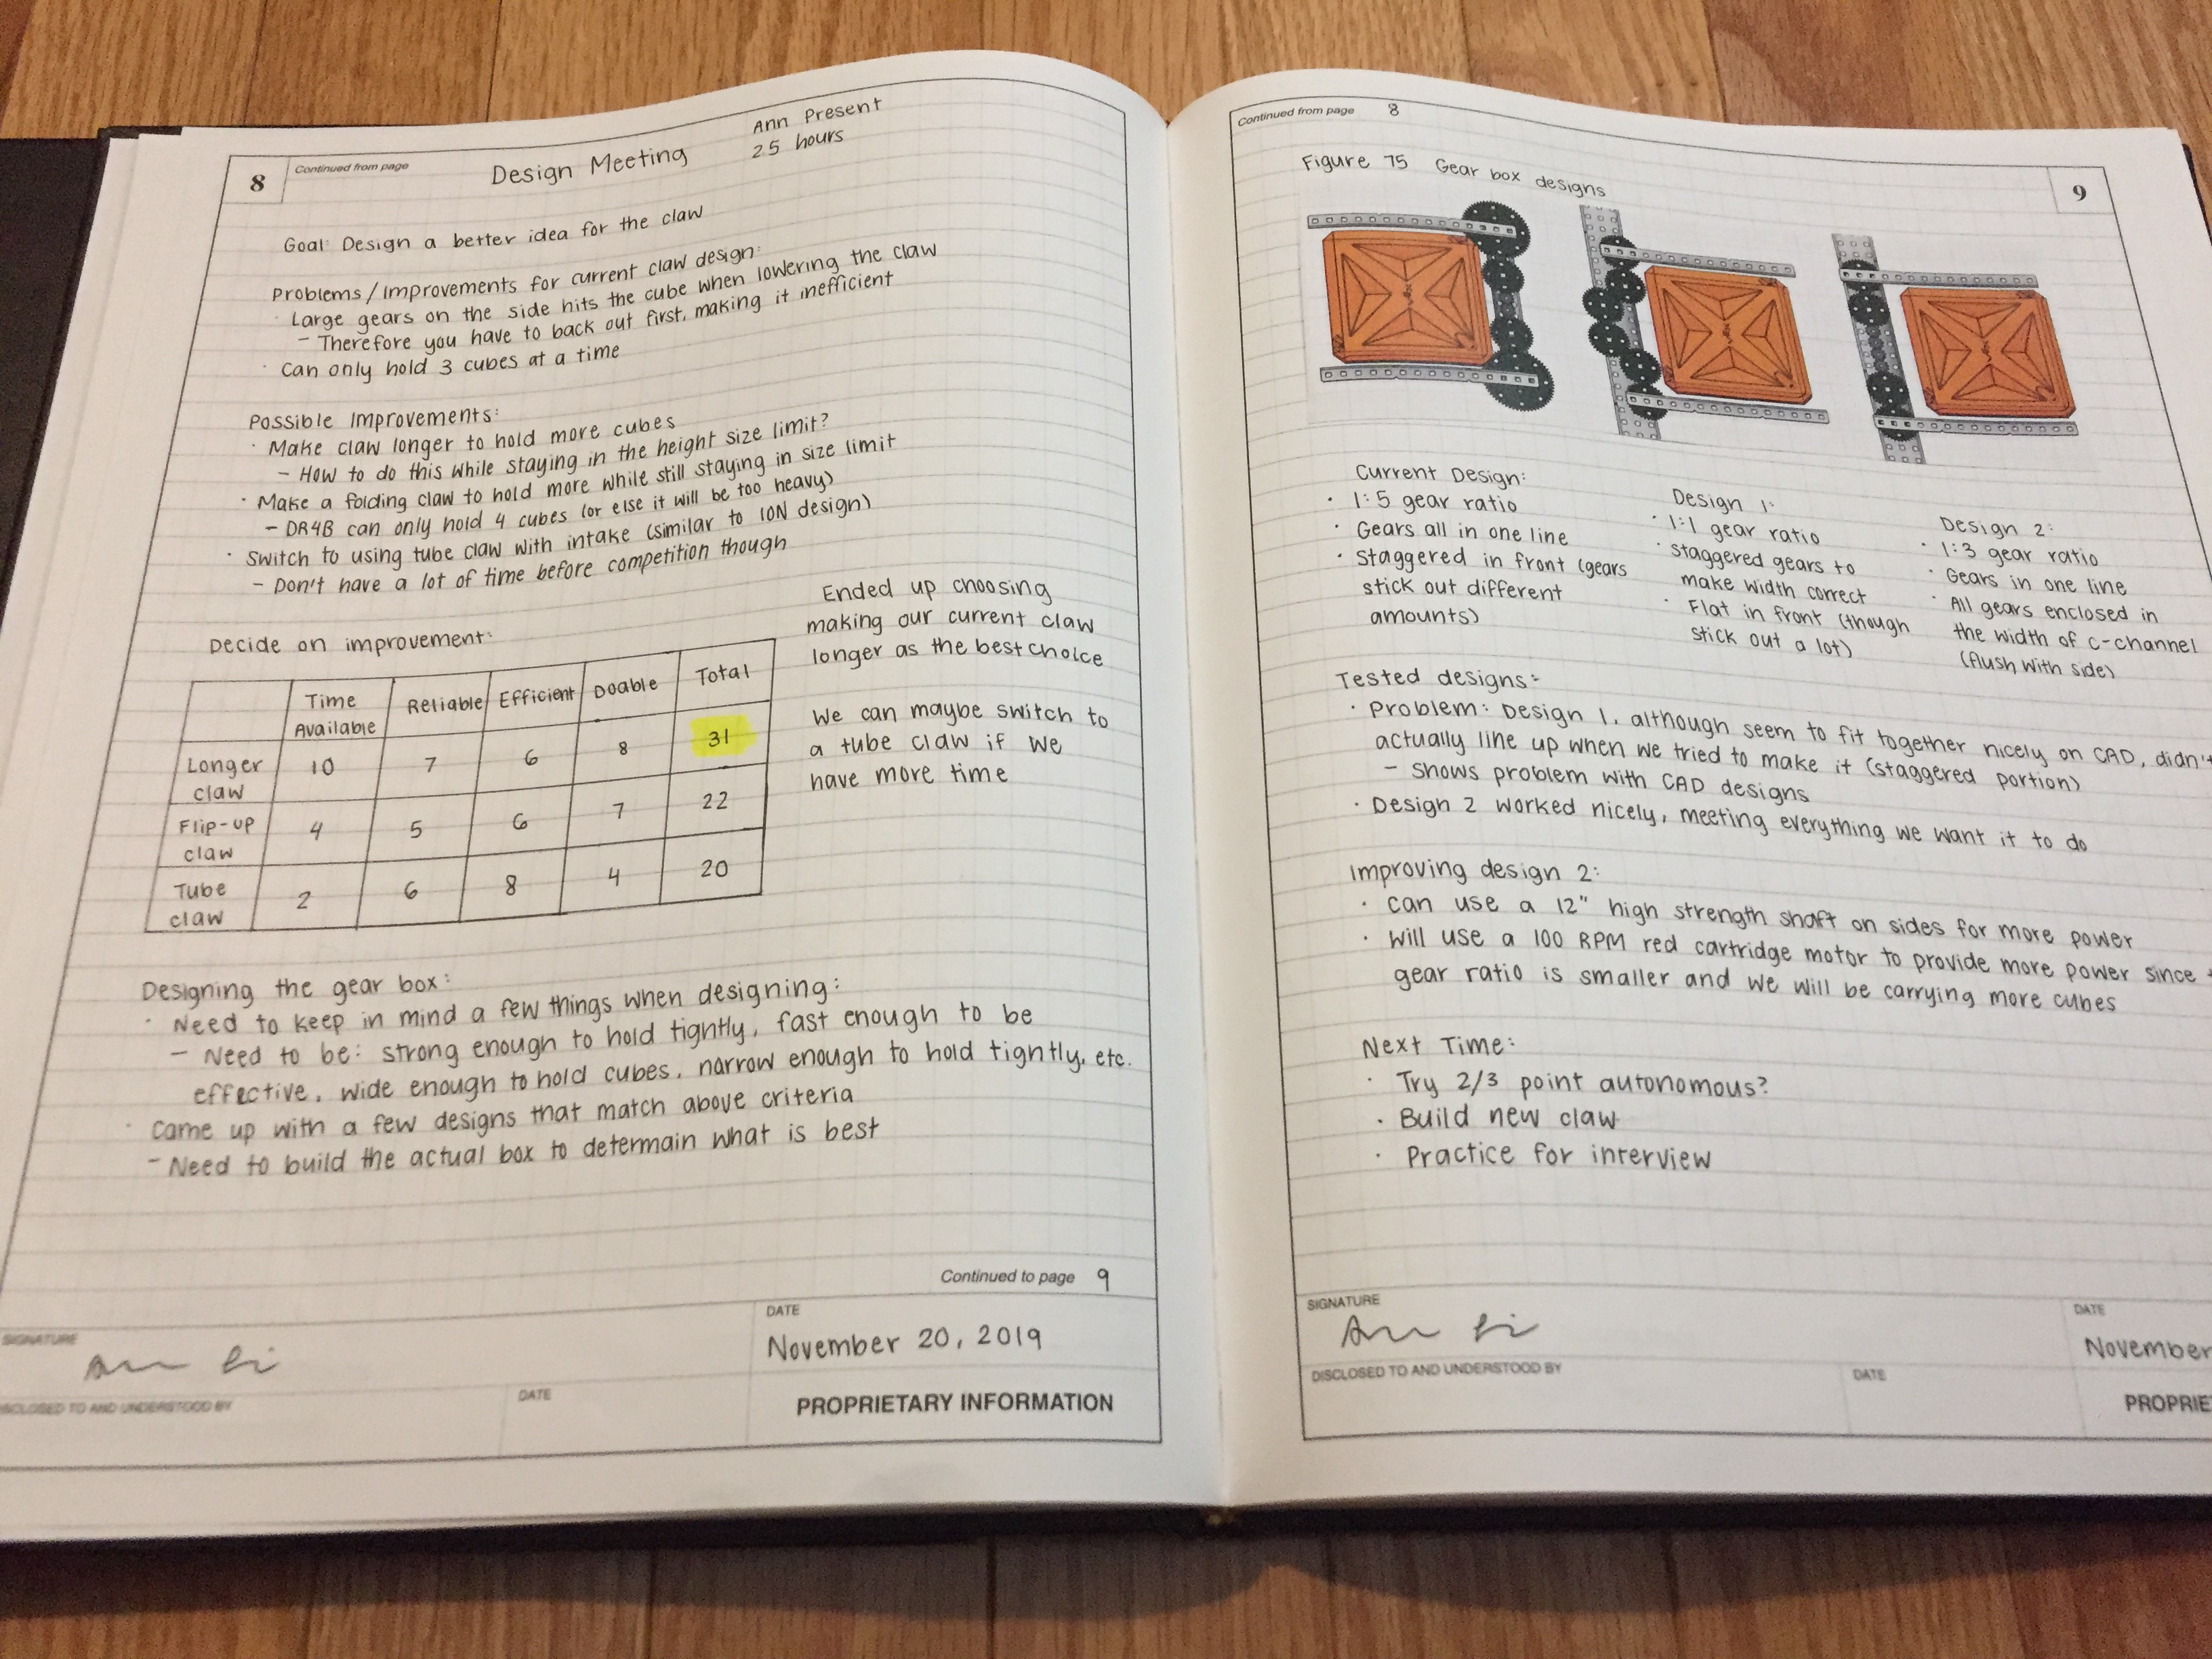 8
Continued from page
Design Meeting
Ann Present
2.5 hours
Goal: Design a better idea for the claw
Problems/improvements for current claw design:
· Large gears on the side hits the cube when lowering the claw
- Therefore you have to back out first, making it inefficient
· Can only hold 3 cubes at a time
Possible improvements:
· Make claw longer to hold more cubes
- How to do this while staying in the height size limit?
· Make a folding claw to hold more while still staying in size limit
- DR4B can only hold 4 cubes (or else it will be too heavy)
· Switch to using tube claw with intake (similar to ION design)
- Don't have a lot of time before competition though
Decide on improvement:
Time Available Reliable Efficient Doable Total
Longer claw 10 7 6 8 31
Flip-up claw 4 5 6 7 22
Tube claw 2 6 8 4 20
Ended up choosing
making our current claw
longer as the best choice
We can maybe switch to
a tube claw if we
have more time
Designing the gear box:
· Need to keep in mind a few things when designing:
- Need to be: strong enough to hold tightly, fast enough to be
effective, wide enough to hold cubes, narrow enough to hold tightly, etc.
· Came up with a few designs that match above criteria
- Need to build the actual box to determain what is best
Continued to page 9
SIGNATURE
DATE
November 20, 2019
DISCLOSED TO AND UNDERSTOOD BY
DATE
PROPRIETARY INFORMATION
Continued from page 8
9
Figure 75 Gear box designs
Current Design:
· 1:5 gear ratio
· Gears all in one line
· Staggered in front (gears
stick out different
amounts)
Design 1:
· 1:1 gear ratio
· Staggered gears to
make width correct
· Flat in front (though
stick out a lot)
Design 2:
· 1:3 gear ratio
· Gears in one line
· All gears enclosed in
the width of c-channel
(flush with side)
Tested designs:
· Problem: Design 1, although seem to fit together nicely on CAD, didn't
actually line up when we tried to make it (staggered portion)
- Shows problem with CAD designs
· Design 2 worked nicely, meeting everything we want it to do
Improving design 2:
· Can use a 12" high strength shaft on sides for more power
· Will use a 100 RPM red cartridge motor to provide more power since
gear ratio is smaller and we will be carrying more cubes
Next Time:
· Try 2/3 point autonomous?
· Build new claw
· Practice for interview
SIGNATURE
DATE
November
DISCLOSED TO AND UNDERSTOOD BY
DATE
PROPRIE